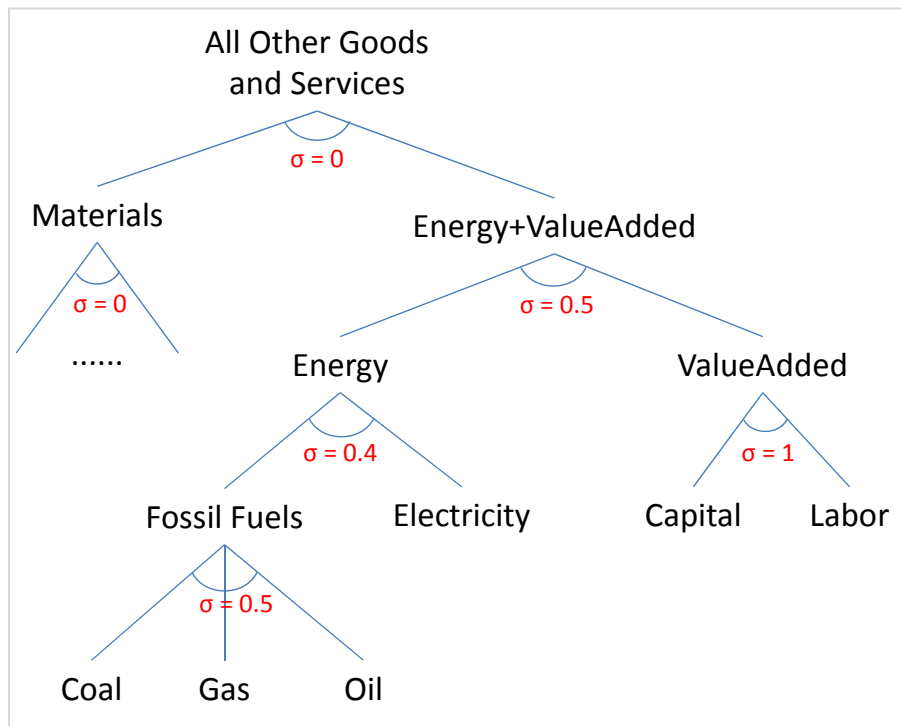 All Other Goods
and Services
σ = 0
Materials
Energy+ValueAdded
σ = 0
σ = 0.5
......
Energy
ValueAdded
σ = 0.4
σ = 1
Fossil Fuels
Electricity
Capital
Labor
σ = 0.5
Coal
Gas
Oil